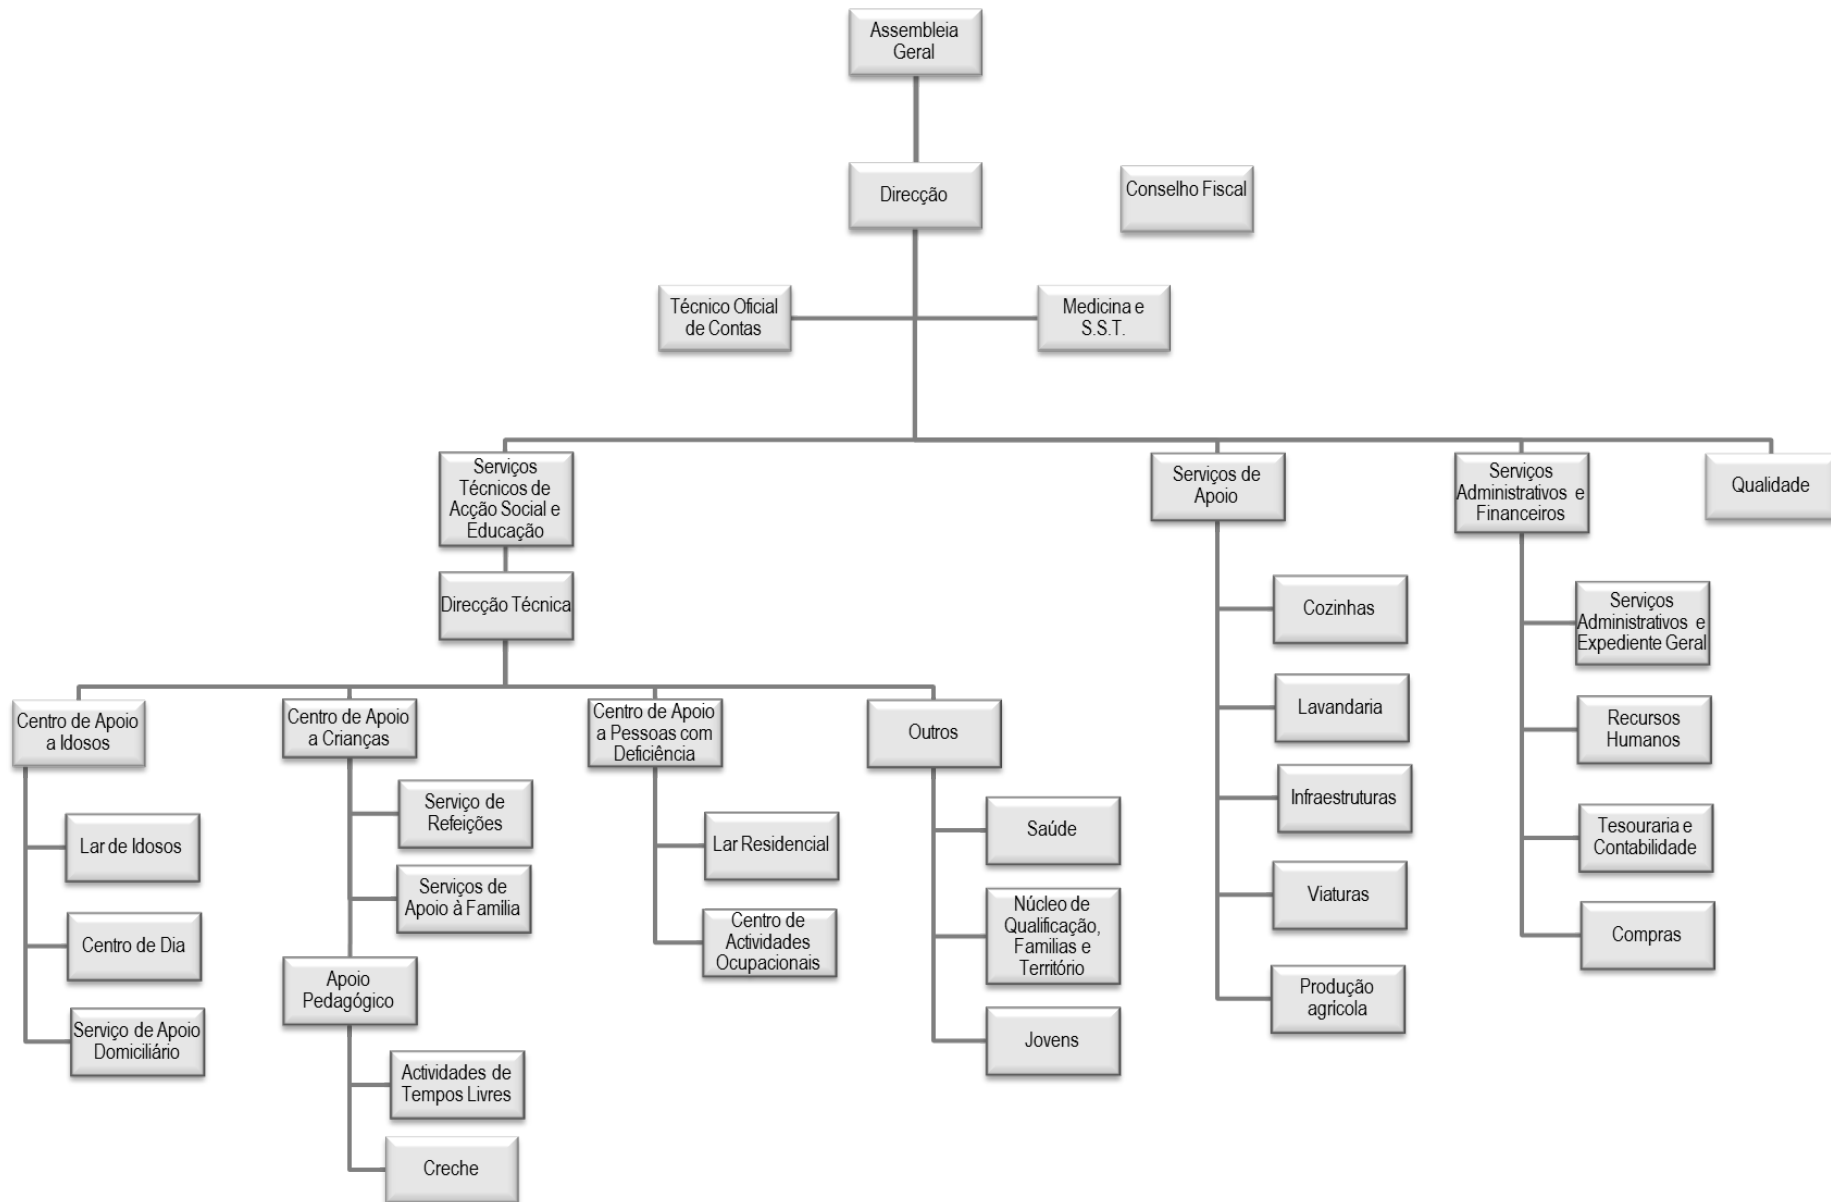 Assembleia
Geral
Direcção
Conselho Fiscal
Técnico Oficial
de Contas
Medicina e
S.S.T.
Serviços
Técnicos de
Acção Social e
Educação
Serviços de
Apoio
Serviços
Administrativos e
Financeiros
Qualidade
Direcção Técnica
Centro de Apoio
a Idosos
Lar de Idosos
Centro de Dia
Serviço de Apoio
Domiciliário
Centro de Apoio
a Crianças
Serviço de
Refeições
Serviços de
Apoio à Família
Apoio
Pedagógico
Actividades de
Tempos Livres
Creche
Centro de Apoio
a Pessoas com
Deficiência
Lar Residencial
Centro de
Actividades
Ocupacionais
Outros
Saúde
Núcleo de
Qualificação,
Familias e
Território
Jovens
Cozinhas
Lavandaria
Infraestruturas
Viaturas
Produção
agrícola
Serviços
Administrativos e
Expediente Geral
Recursos
Humanos
Tesouraria e
Contabilidade
Compras